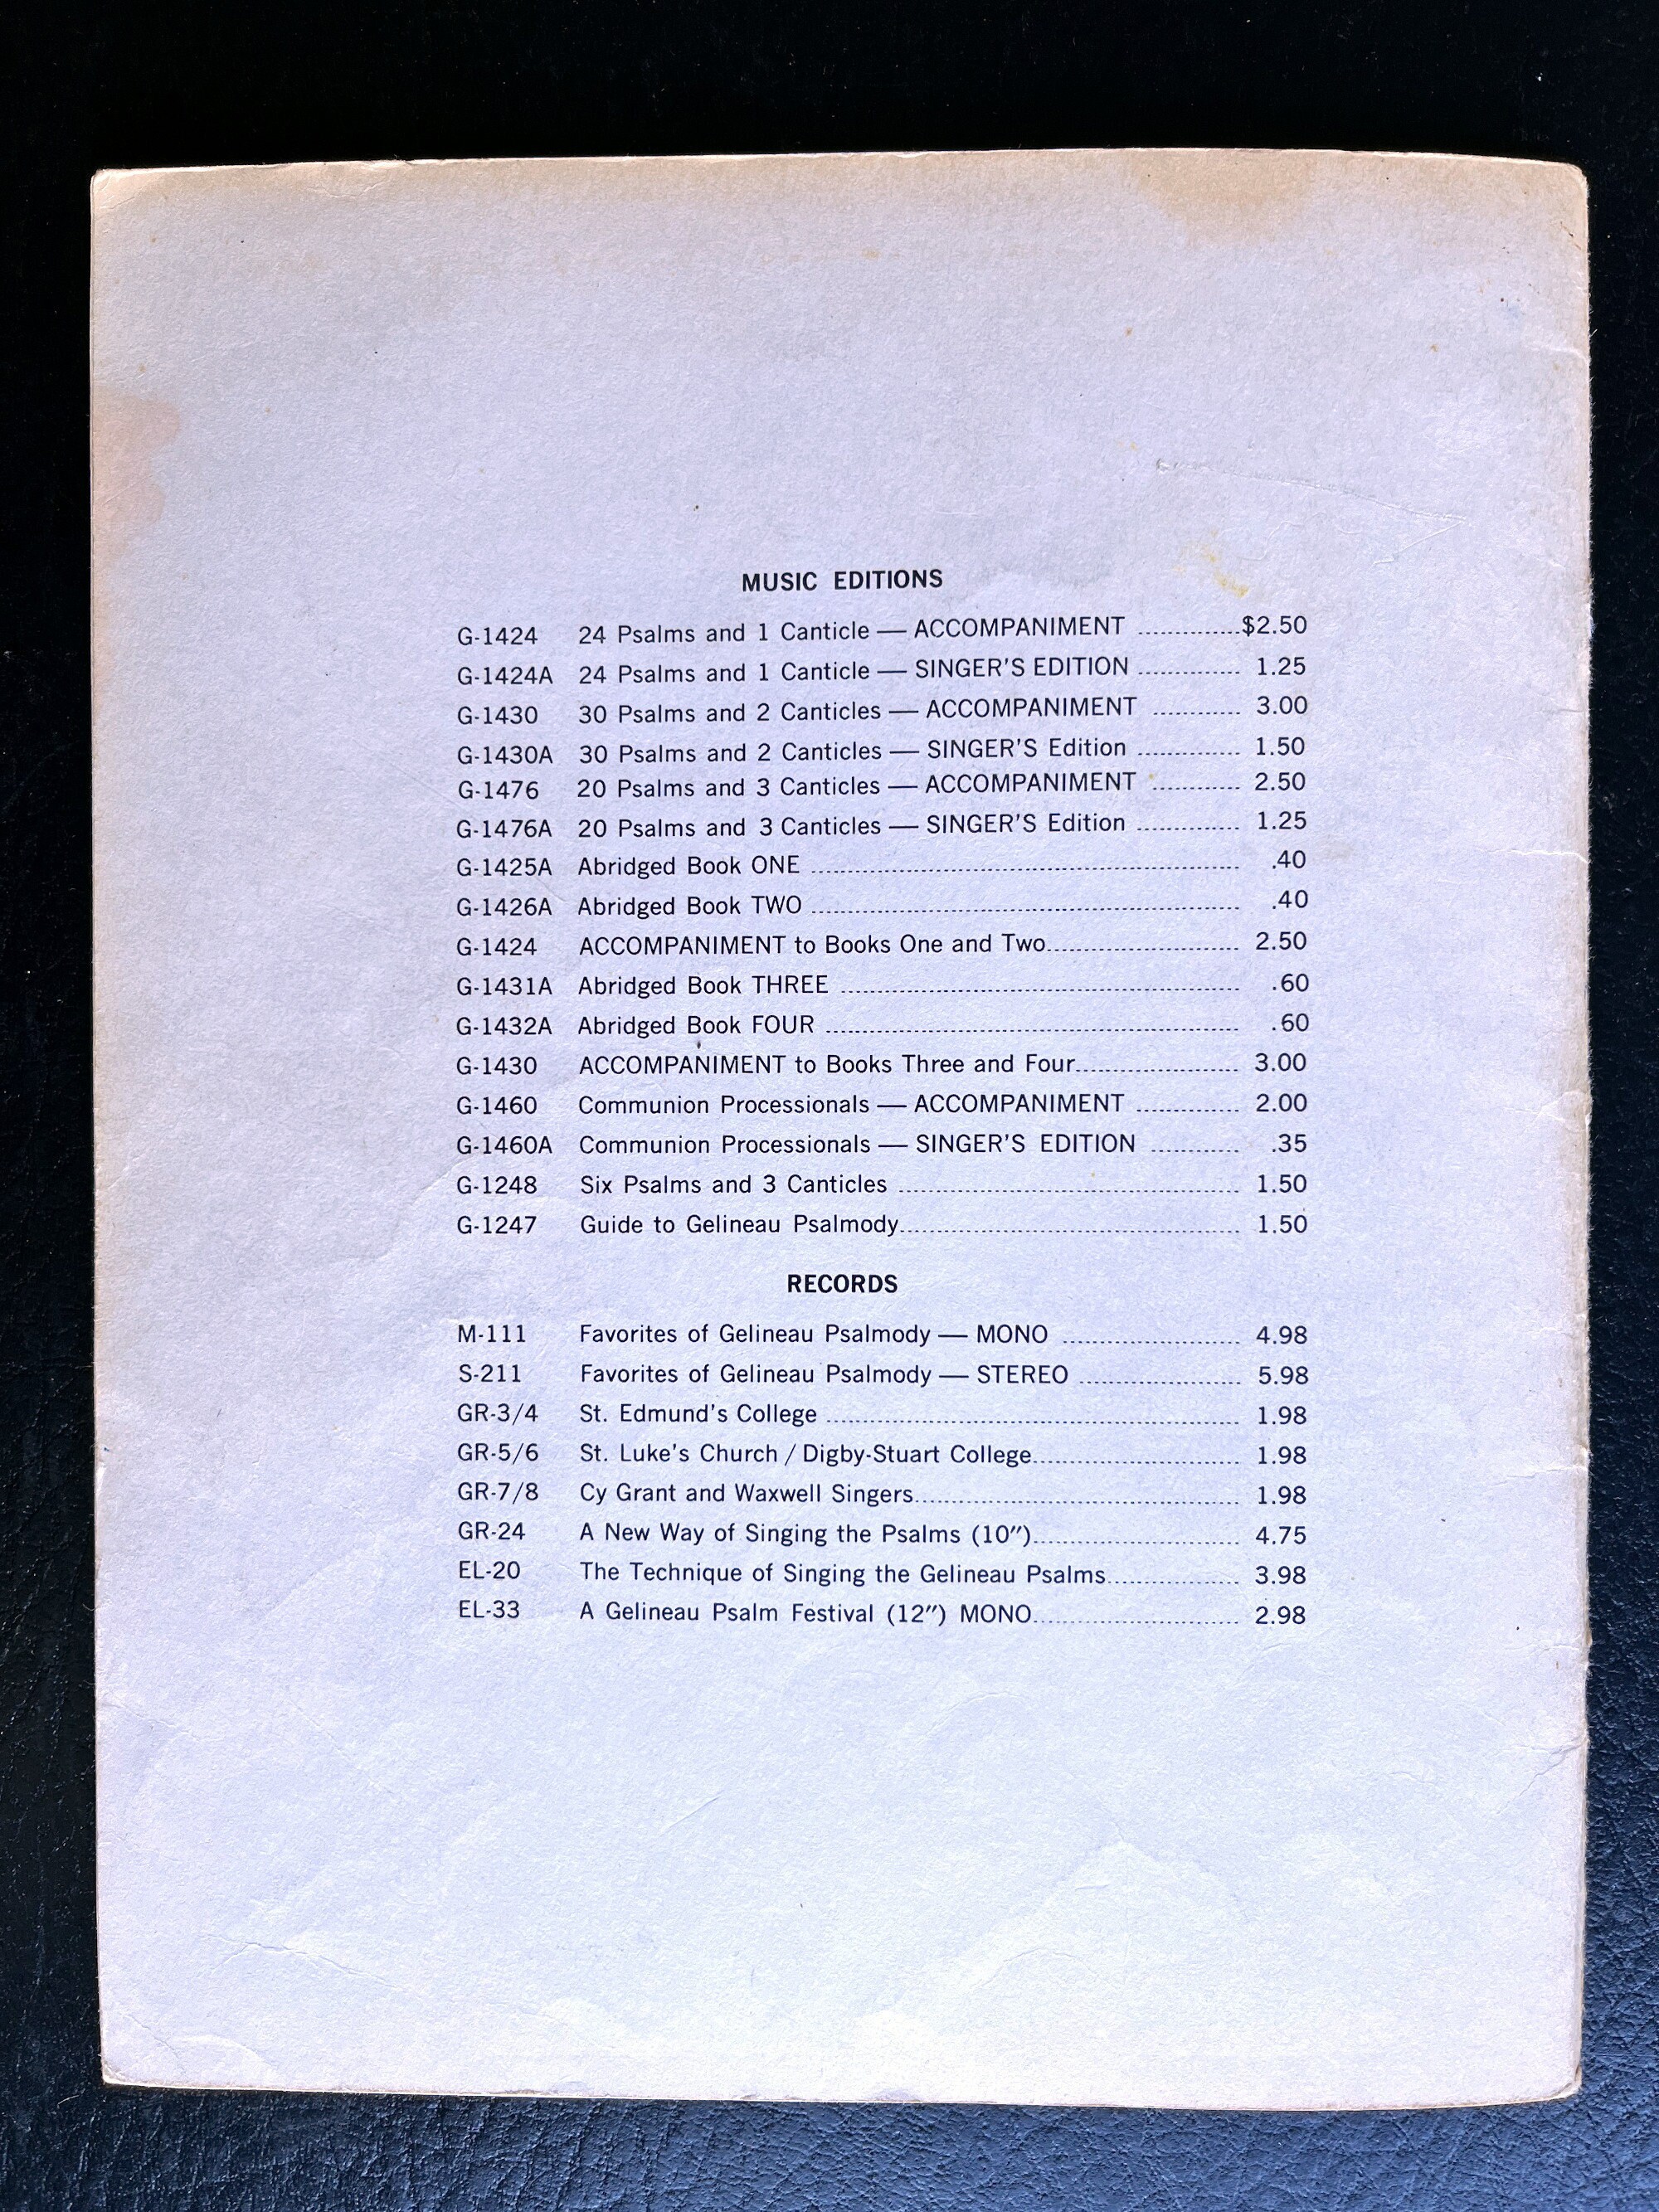 MUSIC EDITIONS
G-1424 24 Psalms and 1 Canticle — ACCOMPANIMENT ..............$2.50
G-1424A 24 Psalms and 1 Canticle — SINGER'S EDITION .............. 1.25
G-1430 30 Psalms and 2 Canticles — ACCOMPANIMENT ............ 3.00
G-1430A 30 Psalms and 2 Canticles — SINGER'S Edition .............. 1.50
G-1476 20 Psalms and 3 Canticles — ACCOMPANIMENT ............ 2.50
G-1476A 20 Psalms and 3 Canticles — SINGER'S Edition .............. 1.25
G-1425A Abridged Book ONE .............. .40
G-1426A Abridged Book TWO .............. .40
G-1424 ACCOMPANIMENT to Books One and Two.............. 2.50
G-1431A Abridged Book THREE .............. .60
G-1432A Abridged Book FOUR .............. .60
G-1430 ACCOMPANIMENT to Books Three and Four.............. 3.00
G-1460 Communion Processionals — ACCOMPANIMENT .............. 2.00
G-1460A Communion Processionals — SINGER'S EDITION ............ .35
G-1248 Six Psalms and 3 Canticles .............. 1.50
G-1247 Guide to Gelineau Psalmody.............. 1.50
RECORDS
M-111 Favorites of Gelineau Psalmody — MONO .............. 4.98
S-211 Favorites of Gelineau Psalmody — STEREO .............. 5.98
GR-3/4 St. Edmund's College .............. 1.98
GR-5/6 St. Luke's Church / Digby-Stuart College.............. 1.98
GR-7/8 Cy Grant and Waxwell Singers.............. 1.98
GR-24 A New Way of Singing the Psalms (10″).............. 4.75
EL-20 The Technique of Singing the Gelineau Psalms.............. 3.98
EL-33 A Gelineau Psalm Festival (12″) MONO.............. 2.98